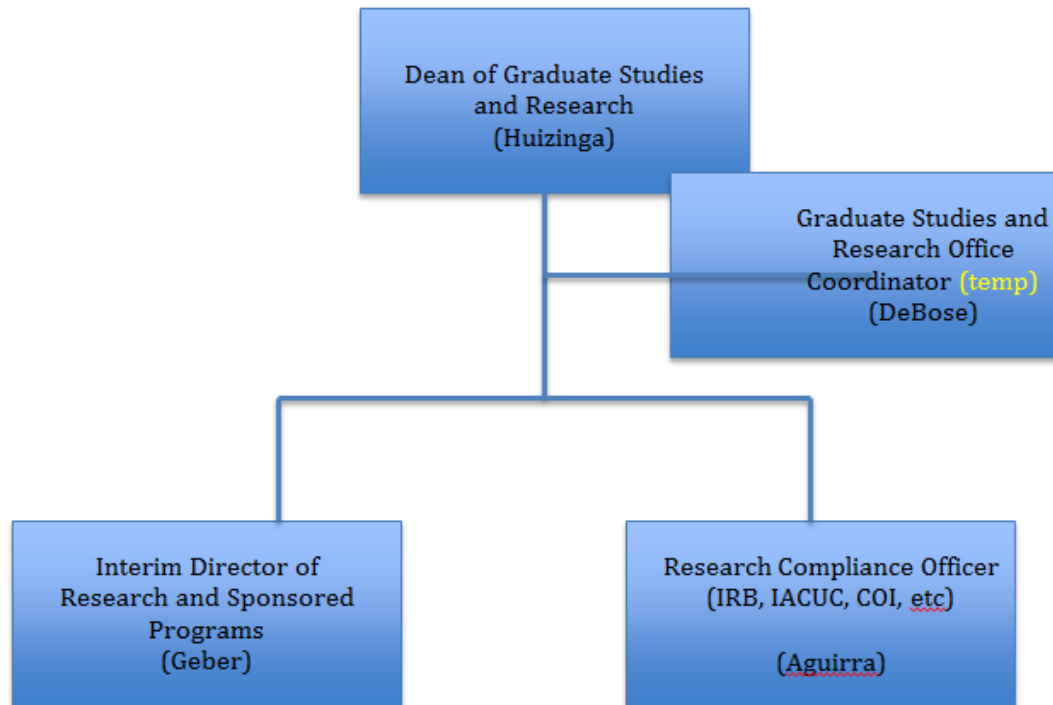 Dean of Graduate Studies
and Research
(Huizinga)
Graduate Studies and
Research Office
Coordinator (temp)
(DeBose)
Interim Director of
Research and Sponsored
Programs
(Geber)
Research Compliance Officer
(IRB, IACUC, COI, etc)
(Aguirra)